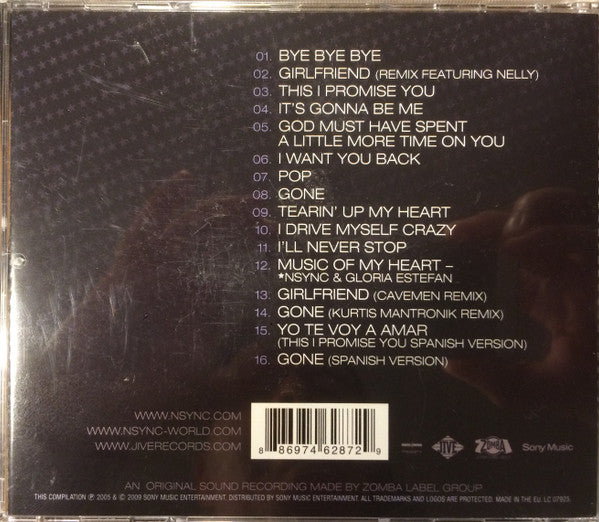 01. BYE BYE BYE
02. GIRLFRIEND (REMIX FEATURING NELLY)
03. THIS I PROMISE YOU
04. IT'S GONNA BE ME
05. GOD MUST HAVE SPENT
A LITTLE MORE TIME ON YOU
06. I WANT YOU BACK
07. POP
08. GONE
09. TEARIN' UP MY HEART
10. I DRIVE MYSELF CRAZY
11. I'LL NEVER STOP
12. MUSIC OF MY HEART –
*NSYNC & GLORIA ESTEFAN
13. GIRLFRIEND (CAVEMEN REMIX)
14. GONE (KURTIS MANTRONIK REMIX)
15. YO TE VOY A AMAR
(THIS I PROMISE YOU SPANISH VERSION)
16. GONE (SPANISH VERSION)
WWW.NSYNC.COM
WWW.NSYNC-WORLD.COM
WWW.JIVERECORDS.COM
8 86974 62872 9
JIVE
ZOMBA
Sony Music
AN ORIGINAL SOUND RECORDING MADE BY ZOMBA LABEL GROUP
THIS COMPILATION ℗ 2005 & © 2009 SONY MUSIC ENTERTAINMENT. DISTRIBUTED BY SONY MUSIC ENTERTAINMENT. ALL TRADEMARKS AND LOGOS ARE PROTECTED. MADE IN THE EU. LC 07925.